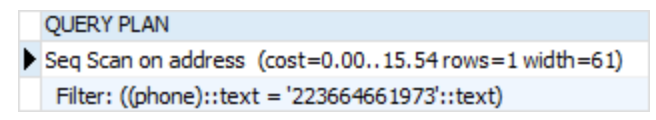 QUERY PLAN
Seq Scan on address (cost=0.00..15.54 rows=1 width=61)
Filter: ((phone)::text = '223664661973'::text)